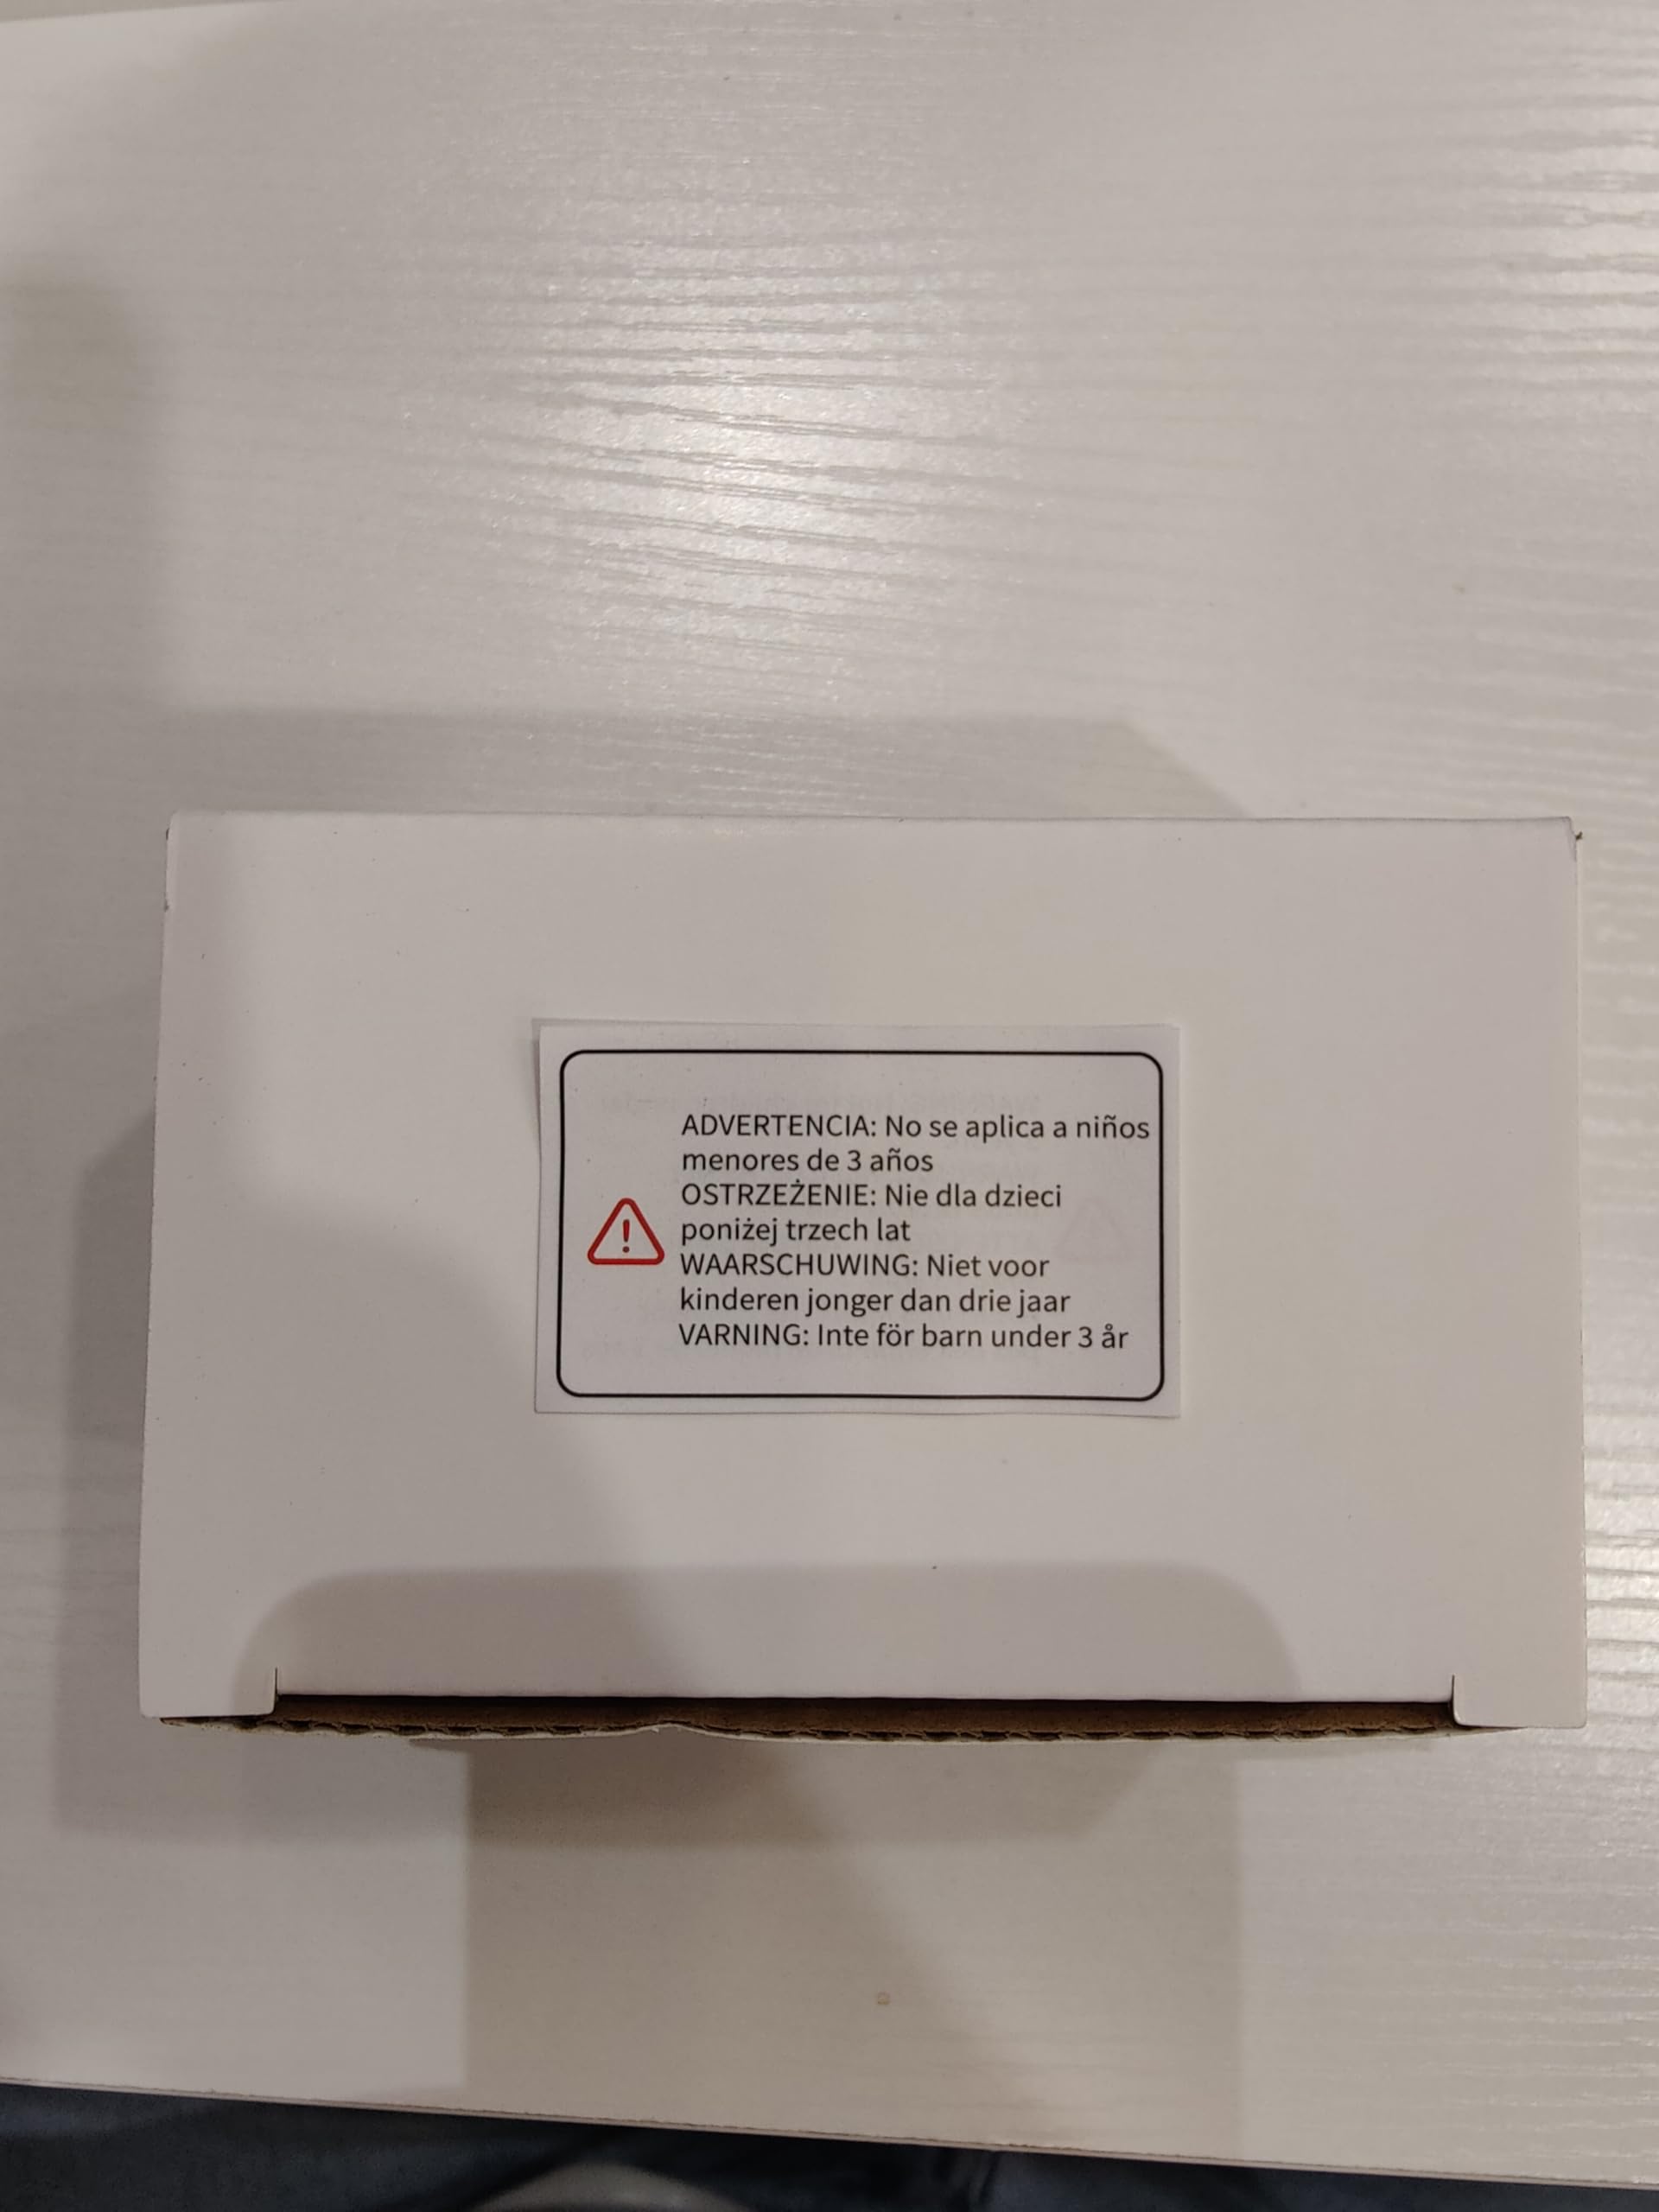 ADVERTENCIA: No se aplica a niños
menores de 3 años
OSTRZEŻENIE: Nie dla dzieci
poniżej trzech lat
WAARSCHUWING: Niet voor
kinderen jonger dan drie jaar
VARNING: Inte för barn under 3 år